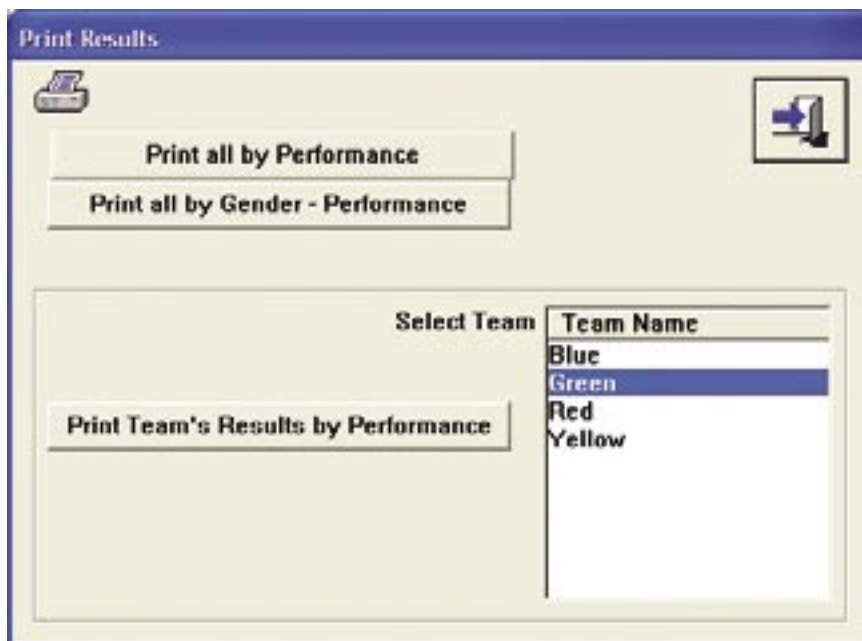 Print Results
Print all by Performance
Print all by Gender - Performance
Select Team
Team Name
Blue
Green
Red
Yellow
Print Team's Results by Performance